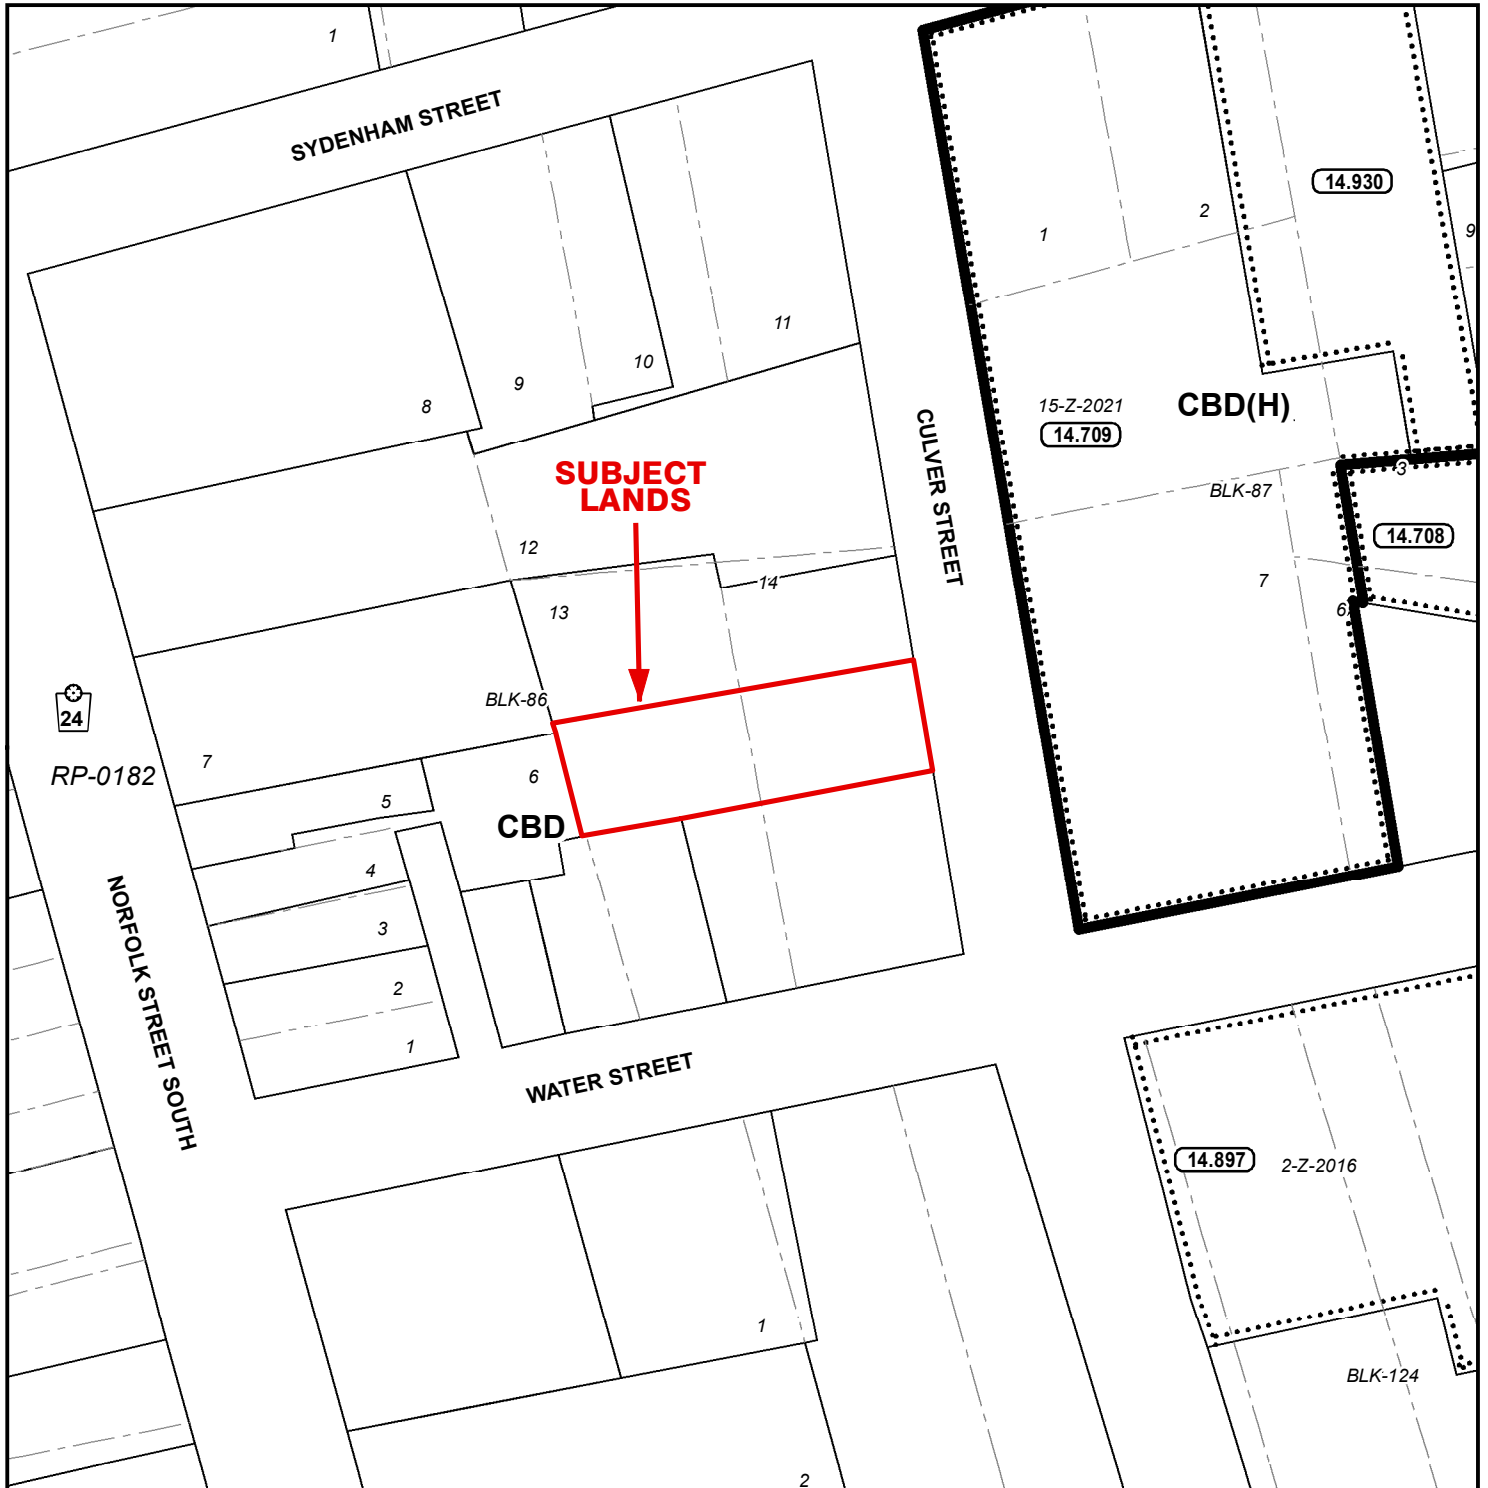 1
SYDENHAM STREET
14.930
2
1
9
11
10
9
8
15-Z-2021
CBD(H)
14.709
CULVER STREET
SUBJECT
LANDS
3
BLK-87
14.708
12
14
13
7
6
BLK-86
24
RP-0182
7
6
5
CBD
4
3
2
1
NORFOLK STREET SOUTH
WATER STREET
14.897
2-Z-2016
1
BLK-124
2